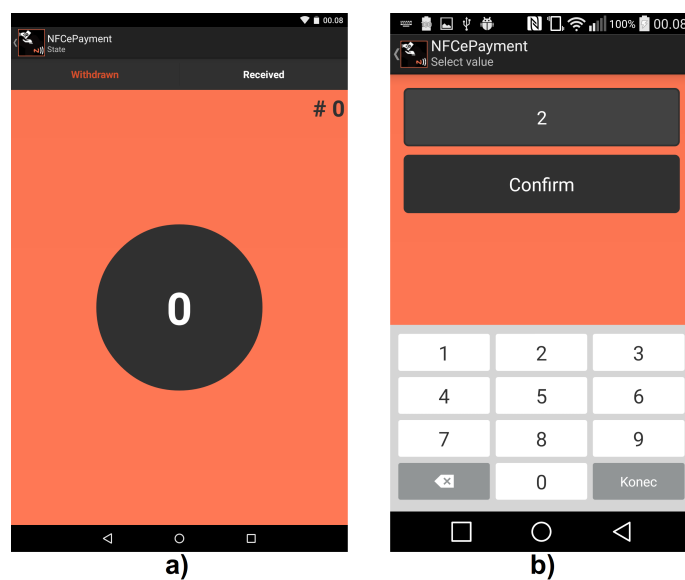 00.08
NFCePayment
State
Withdrawn
Received
# 0
0
a)
100% 00.08
NFCePayment
Select value
2
Confirm
1 2 3
4 5 6
7 8 9
0 Konec
b)